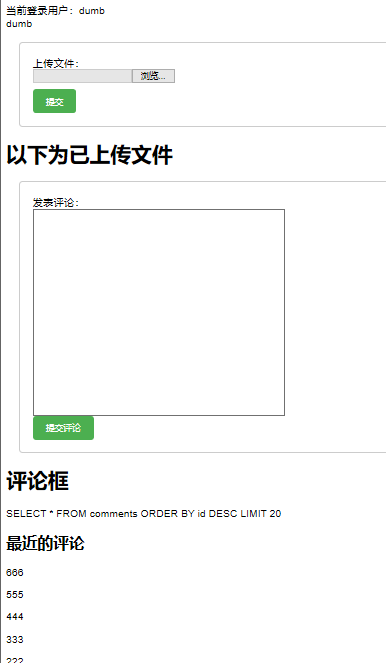 当前登录用户：dumb
dumb
上传文件：
浏览...
提交
以下为已上传文件
发表评论：
提交评论
评论框
SELECT * FROM comments ORDER BY id DESC LIMIT 20
最近的评论
666
555
444
333
222